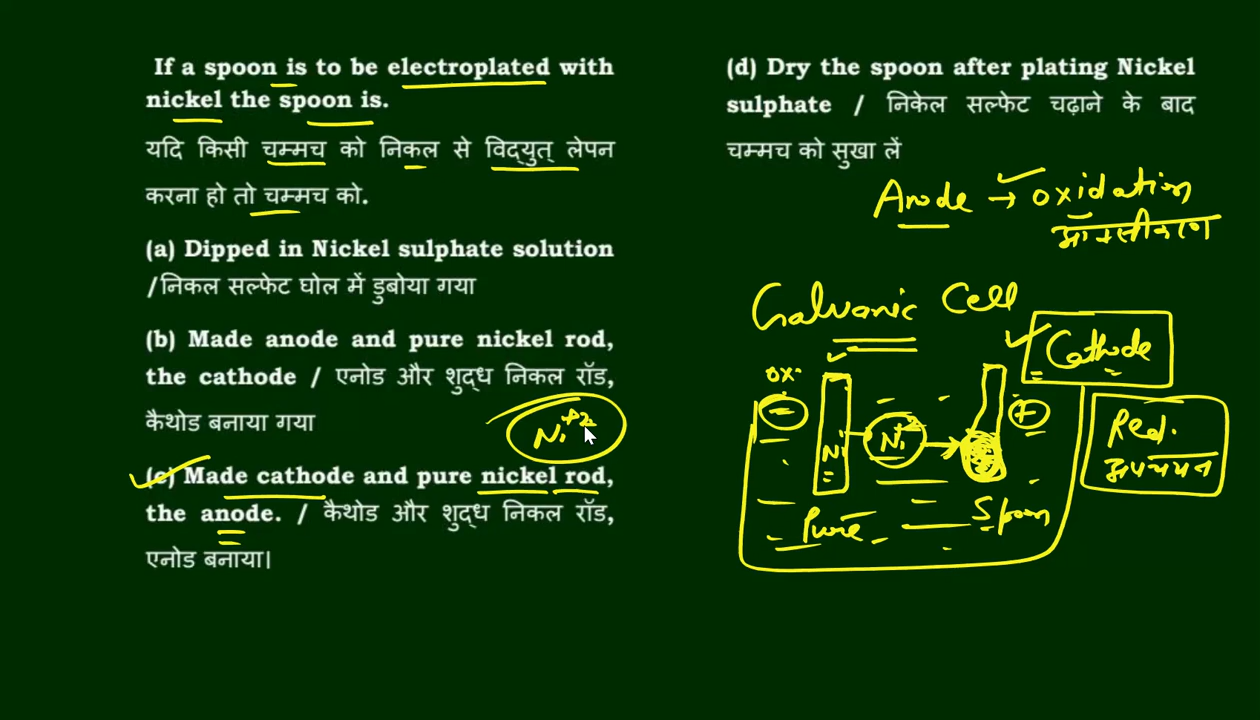 If a spoon is to be electroplated with
nickel the spoon is.
यदि किसी चम्मच को निकल से विद्युत् लेपन
करना हो तो चम्मच को.
(a) Dipped in Nickel sulphate solution
/निकल सल्फेट घोल में डुबोया गया
(b) Made anode and pure nickel rod,
the cathode / एनोड और शुद्ध निकल रॉड,
कैथोड बनाया गया
Ni+2
(c) Made cathode and pure nickel rod,
the anode. / कैथोड और शुद्ध निकल रॉड,
एनोड बनाया।
(d) Dry the spoon after plating Nickel
sulphate / निकेल सल्फेट चढ़ाने के बाद
चम्मच को सुखा लें
Anode → oxidation
Galvanic Cell
Cathode
ox.
-
+
Ni
Ni+2
Red.
अपचयन
Pure
Spoon